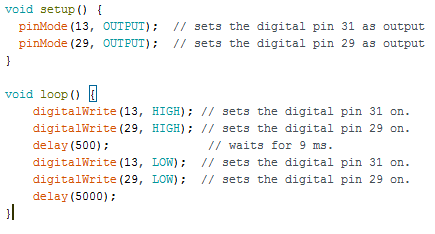 void setup() {
  pinMode(13, OUTPUT);  // sets the digital pin 31 as output
  pinMode(29, OUTPUT);  // sets the digital pin 29 as output
}

void loop() {
    digitalWrite(13, HIGH); // sets the digital pin 31 on.
    digitalWrite(29, HIGH); // sets the digital pin 29 on.
    delay(500);             // waits for 9 ms.
    digitalWrite(13, LOW);  // sets the digital pin 31 on.
    digitalWrite(29, LOW);  // sets the digital pin 29 on.
    delay(5000);
}